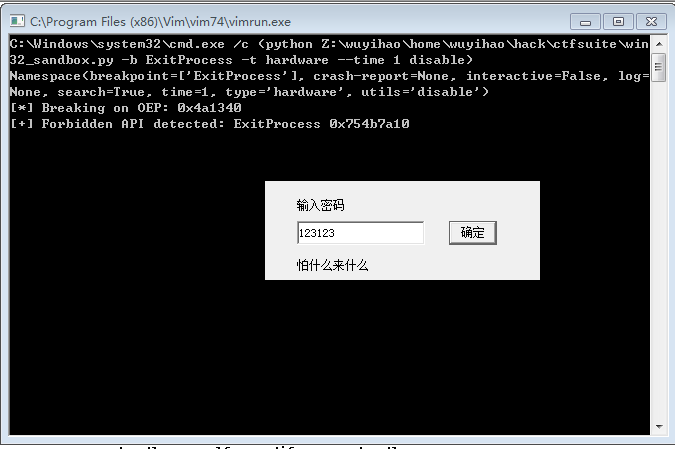 C:\Program Files (x86)\Vim\vim74\vimrun.exe
C:\Windows\system32\cmd.exe /c (python Z:\wuyihao\home\wuyihao\hack\ctfsuite\win
32_sandbox.py -b ExitProcess -t hardware --time 1 disable)
Namespace(breakpoint=['ExitProcess'], crash-report=None, interactive=False, log=
None, search=True, time=1, type='hardware', utils='disable')
[*] Breaking on OEP: 0x4a1340
[+] Forbidden API detected: ExitProcess 0x754b7a10
输入密码
123123
确定
怕什么来什么